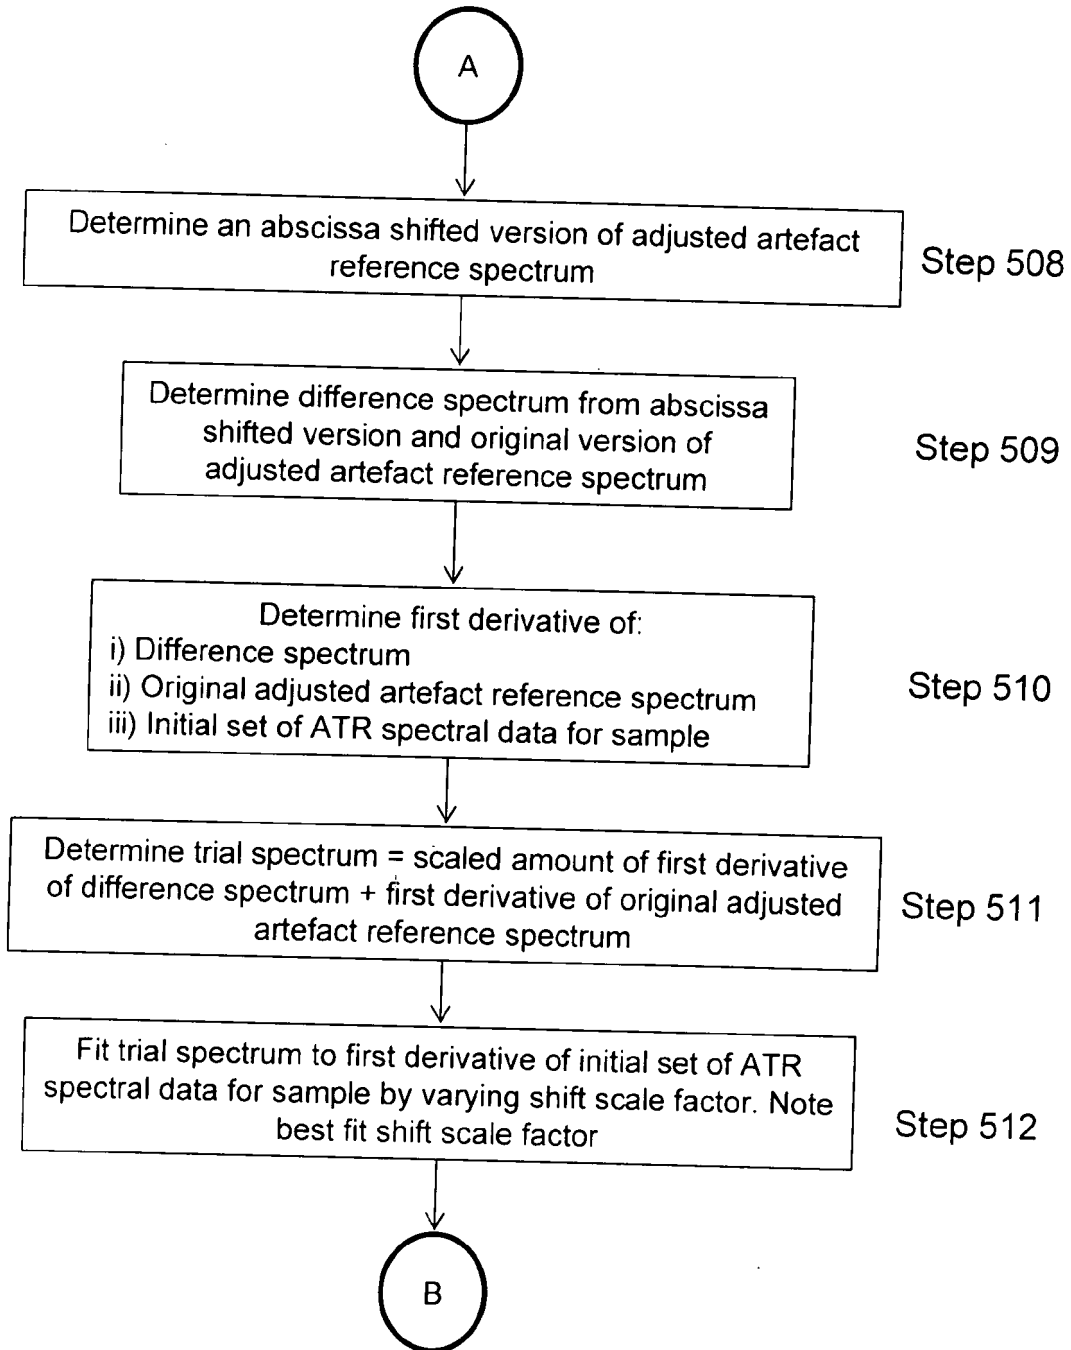 A
Determine an abscissa shifted version of adjusted artefact
reference spectrum
Step 508
Determine difference spectrum from abscissa
shifted version and original version of
adjusted artefact reference spectrum
Step 509
Determine first derivative of:
i) Difference spectrum
ii) Original adjusted artefact reference spectrum
iii) Initial set of ATR spectral data for sample
Step 510
Determine trial spectrum = scaled amount of first derivative
of difference spectrum + first derivative of original adjusted
artefact reference spectrum
Step 511
Fit trial spectrum to first derivative of initial set of ATR
spectral data for sample by varying shift scale factor. Note
best fit shift scale factor
Step 512
B